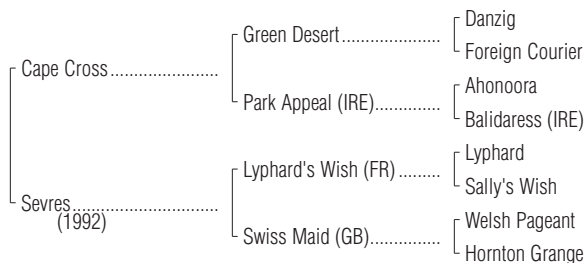 Danzig
Green Desert........................
Foreign Courier
Cape Cross..........................
Ahonoora
Park Appeal (IRE)................
Balidaress (IRE)
Lyphard
Lyphard's Wish (FR)..........
Sally's Wish
Sevres...................................
(1992)
Welsh Pageant
Swiss Maid (GB)..................
Hornton Grange